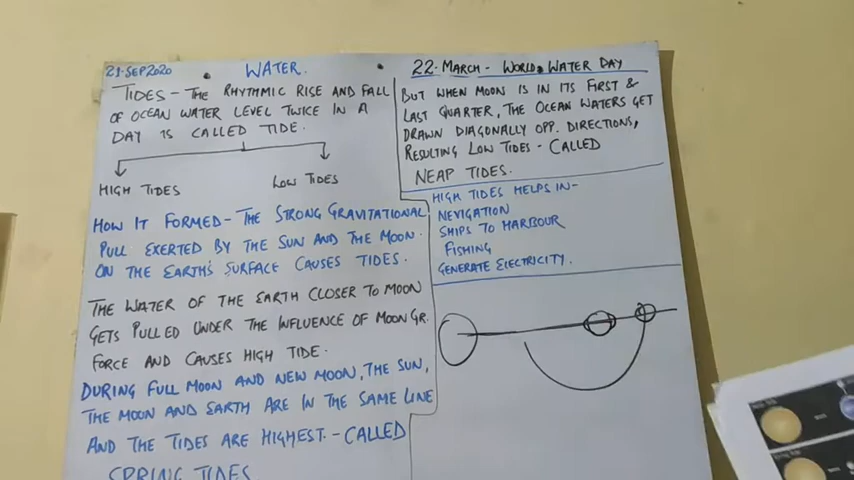 21-SEP2020
WATER.
TIDES - THE RHYTHMIC RISE AND FALL
OF OCEAN WATER LEVEL TWICE IN A
DAY IS CALLED TIDE.
HIGH TIDES
LOW TIDES
HOW IT FORMED - THE STRONG GRAVITATIONAL
PULL EXERTED BY THE SUN AND THE MOON
ON THE EARTH'S SURFACE CAUSES TIDES.
THE WATER OF THE EARTH CLOSER TO MOON
GETS PULLED UNDER THE INFLUENCE OF MOON GR.
FORCE AND CAUSES HIGH TIDE.
DURING FULL MOON AND NEW MOON, THE SUN,
THE MOON AND EARTH ARE IN THE SAME LINE
AND THE TIDES ARE HIGHEST. - CALLED
SPRING TIDES
22-MARCH - WORLD WATER DAY
BUT WHEN MOON IS IN ITS FIRST &
LAST QUARTER, THE OCEAN WATERS GET
DRAWN DIAGONALLY OPP. DIRECTIONS,
RESULTING LOW TIDES - CALLED
NEAP TIDES.
HIGH TIDES HELPS IN-
NEVIGATION
SHIPS TO HARBOUR
FISHING
GENERATE ELECTRICITY.